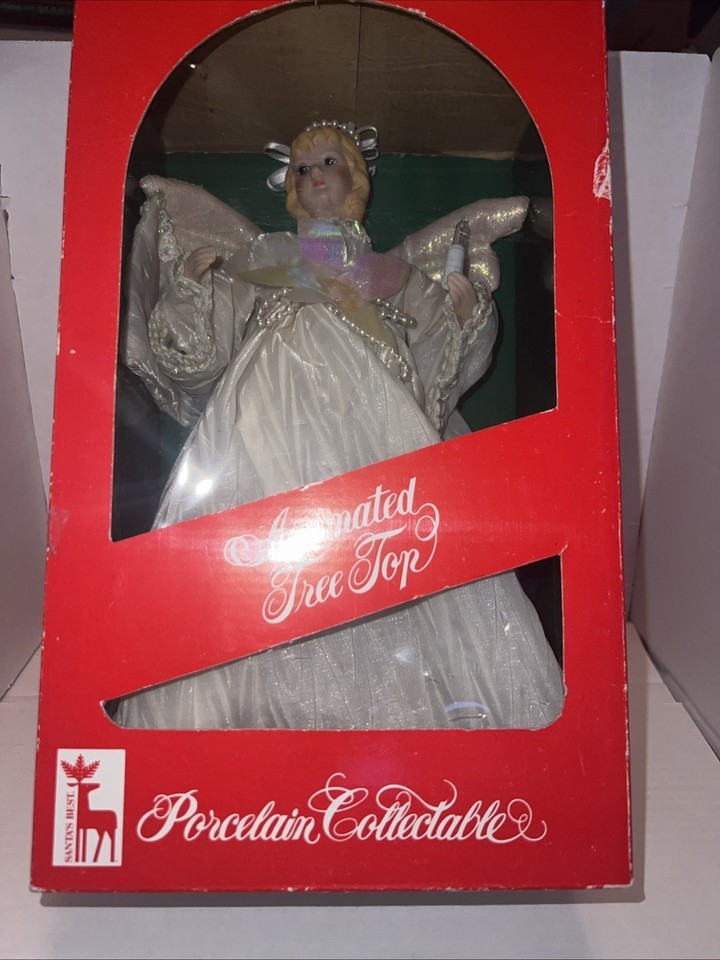 Animated
Tree Top
Porcelain Collectable
SANTA'S BEST.